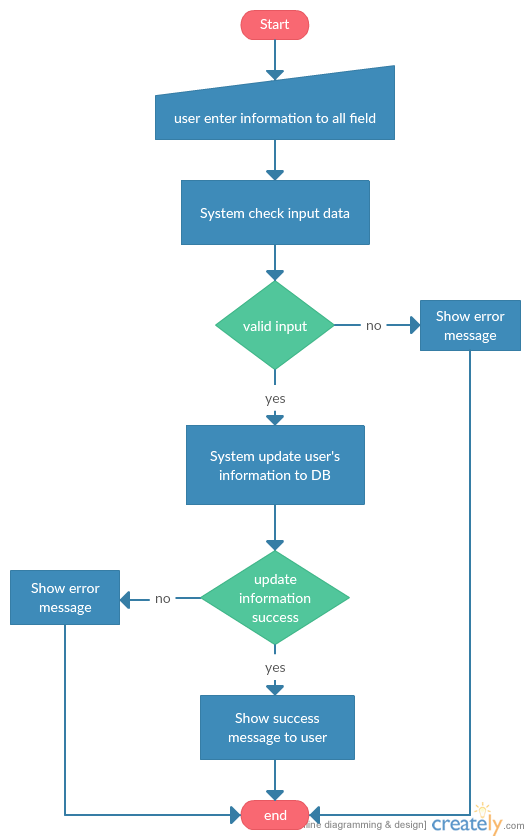 Start
user enter information to all field
System check input data
valid input
no
Show error
message
yes
System update user's
information to DB
update
information
success
no
Show error
message
yes
Show success
message to user
end
diagramming & design]
creately.com